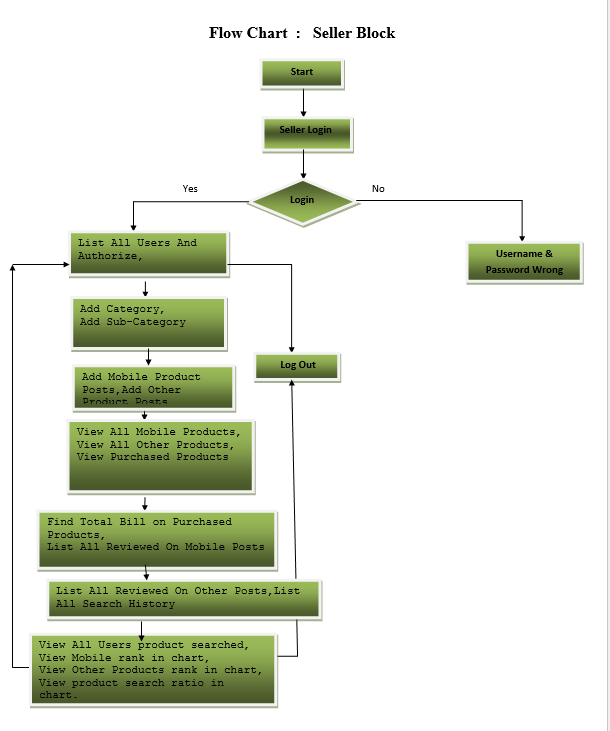 Flow Chart : Seller Block
Start
Seller Login
Login
Yes
No
List All Users And
Authorize,
Username &
Password Wrong
Add Category,
Add Sub-Category
Log Out
Add Mobile Product
Posts,Add Other
Product Posts
View All Mobile Products,
View All Other Products,
View Purchased Products
Find Total Bill on Purchased
Products,
List All Reviewed On Mobile Posts
List All Reviewed On Other Posts,List
All Search History
View All Users product searched,
View Mobile rank in chart,
View Other Products rank in chart,
View product search ratio in
chart.